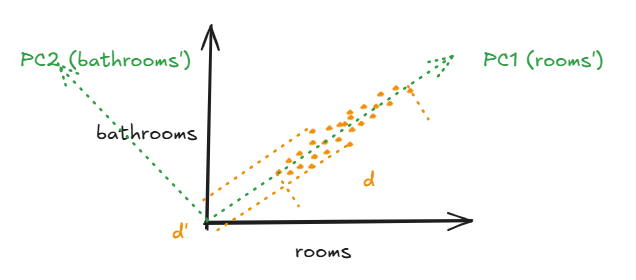 PC2 (bathrooms')
PC1 (rooms')
bathrooms
d
d'
rooms